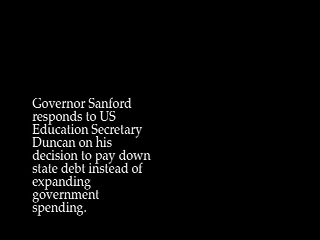 Governor Sanford
responds to US
Education Secretary
Duncan on his
decision to pay down
state debt instead of
expanding
government
spending.